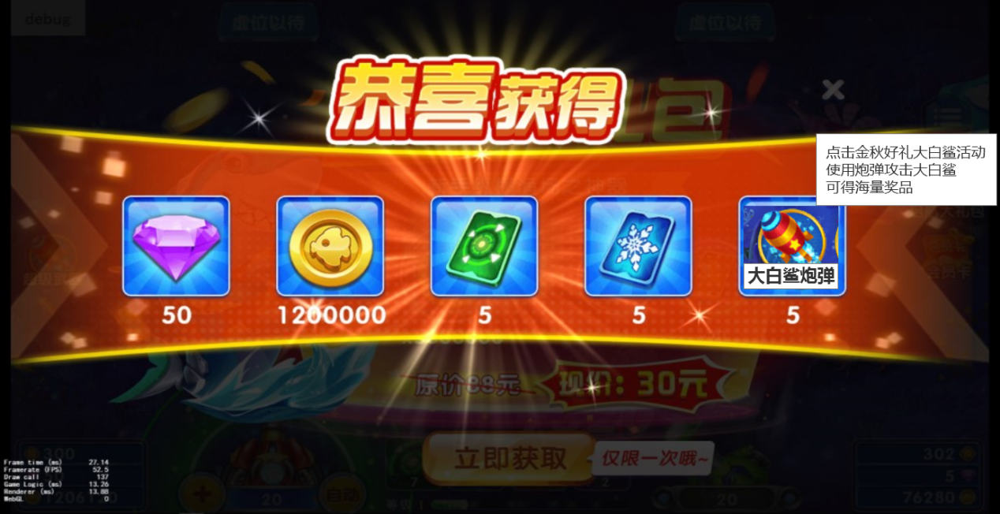 debug
虚位以待
虚位以待
恭喜获得
礼包
点击金秋好礼大白鲨活动
使用炮弹攻击大白鲨
可得海量奖品
大白鲨炮弹
50
1200000
5
5
5
原价88元
现价：30元
立即获取
仅限一次哦~
300
302
5
76280
20
自动
20
Frame time (ms) 27.14
Framerate (FPS) 52.5
Draw call 137
Game Logic (ms) 13.26
Renderer (ms) 13.88
WebGL 0